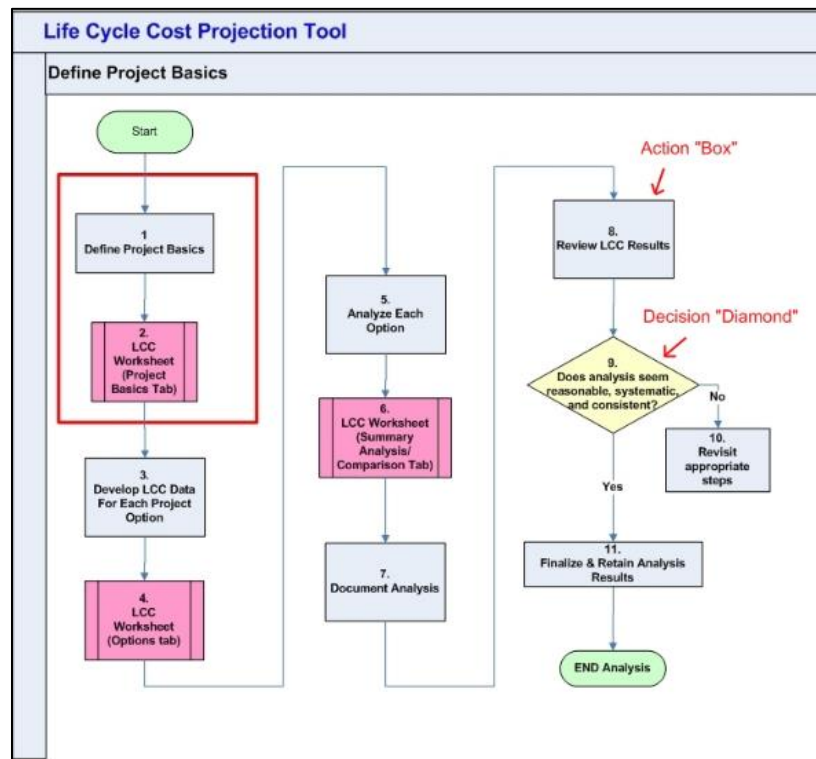 Life Cycle Cost Projection Tool
Define Project Basics
Start
1
Define Project Basics
2.
LCC
Worksheet
(Project
Basics Tab)
3.
Develop LCC Data
For Each Project
Option
4.
LCC
Worksheet
(Options tab)
5.
Analyze Each
Option
6.
LCC Worksheet
(Summary
Analysis/
Comparison Tab)
7.
Document Analysis
Action "Box"
8.
Review LCC Results
Decision "Diamond"
9.
Does analysis seem
reasonable, systematic,
and consistent?
No
10.
Revisit
appropriate
steps
Yes
11.
Finalize & Retain Analysis
Results
END Analysis